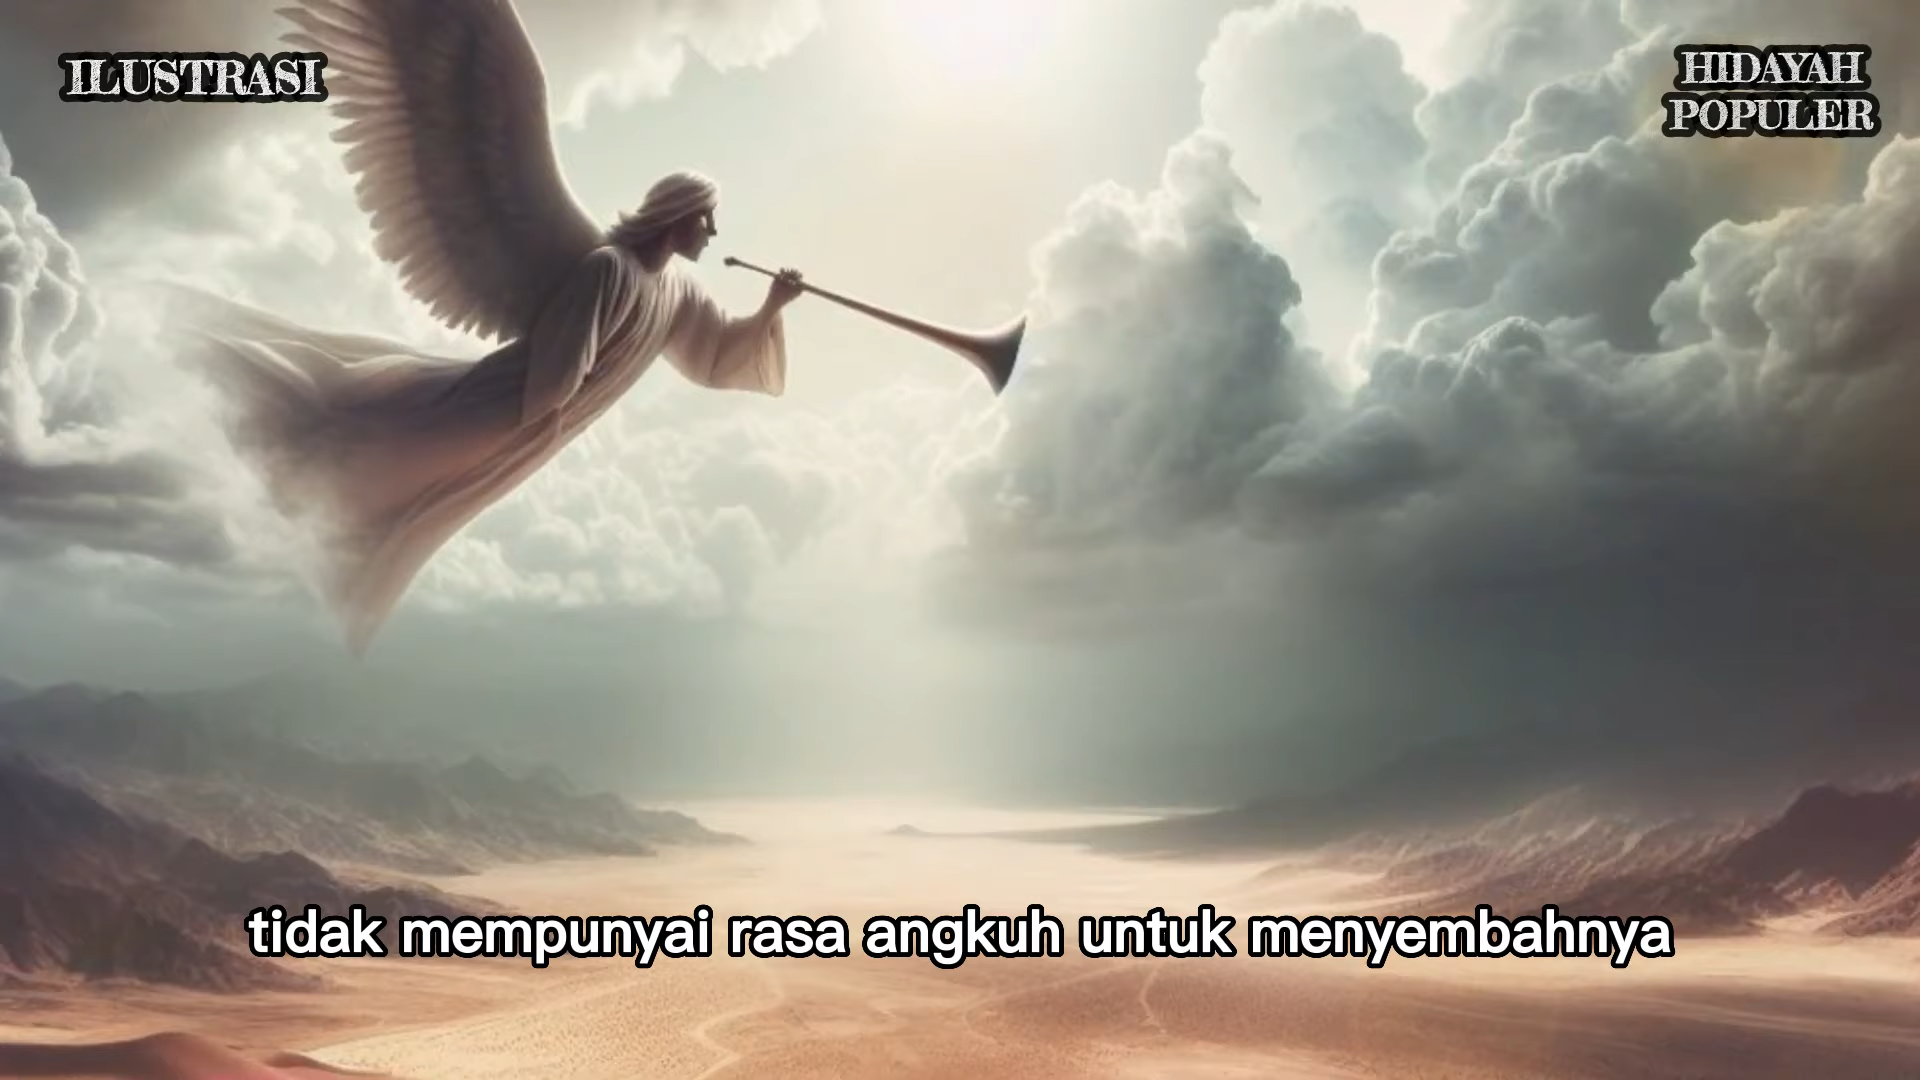 ILUSTRASI
HIDAYAH
POPULER
tidak mempunyai rasa angkuh untuk menyembahnya